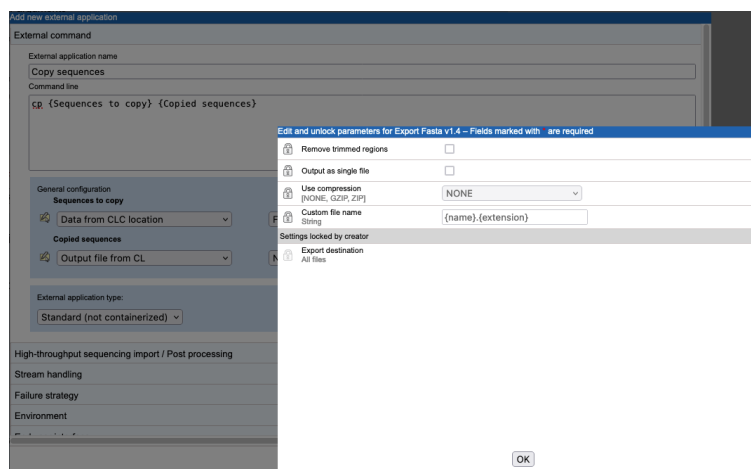 Add new external application
External command
External application name
Copy sequences
Command line
cp {Sequences to copy} {Copied sequences}
Edit and unlock parameters for Export Fasta v1.4 – Fields marked with * are required
Remove trimmed regions
Output as single file
Use compression
[NONE, GZIP, ZIP]
NONE
Custom file name
String
{name}.{extension}
Settings locked by creator
Export destination
All files
General configuration
Sequences to copy
Data from CLC location
F
Copied sequences
Output file from CL
N
External application type:
Standard (not containerized)
High-throughput sequencing import / Post processing
Stream handling
Failure strategy
Environment
OK